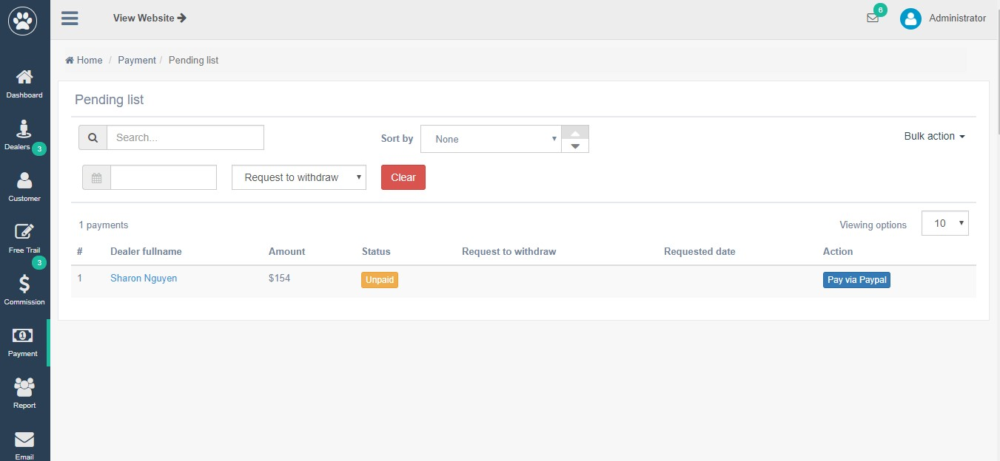 View Website
6
Administrator
Home / Payment / Pending list
Dashboard
Dealers 3
Customer
Free Trail
3
Commission
Payment
Report
Email
Pending list
Search...
Sort by None
Bulk action
Request to withdraw
Clear
1 payments
Viewing options 10
# Dealer fullname Amount Status Request to withdraw Requested date Action
1 Sharon Nguyen $154 Unpaid Pay via Paypal